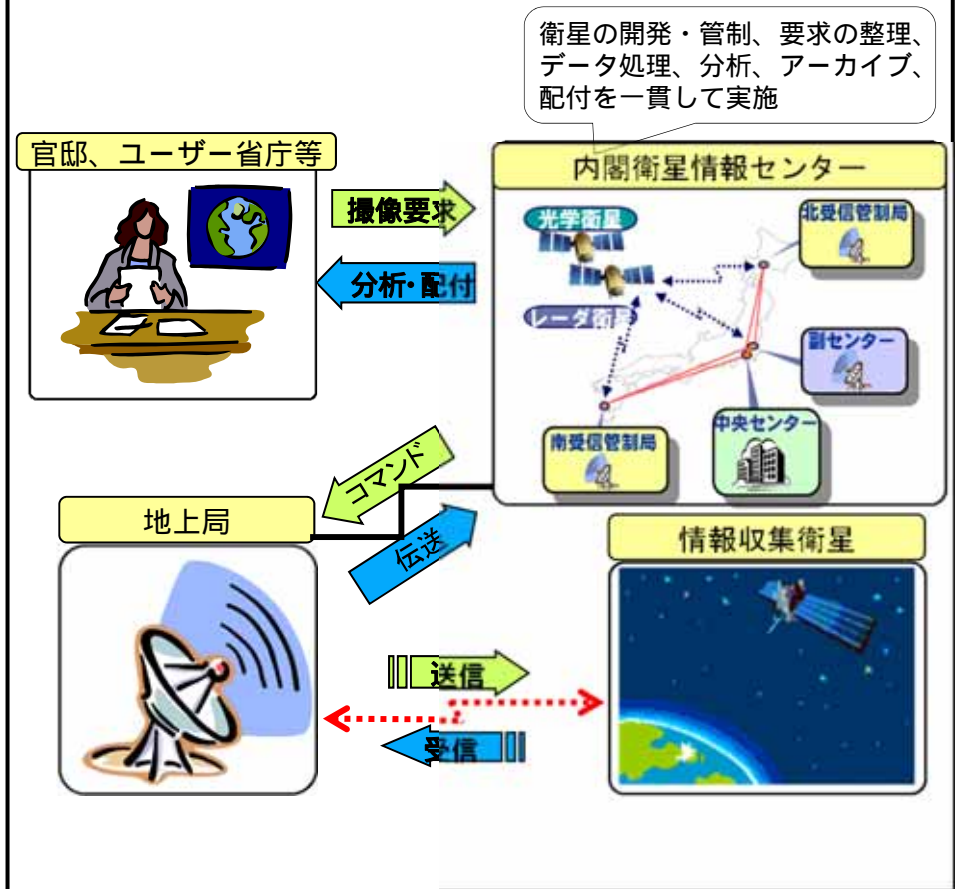 衛星の開発・管制、要求の整理、
データ処理、分析、アーカイブ、
配付を一貫して実施
官邸、ユーザー省庁等
内閣衛星情報センター
撮像要求
分析・配付
光学衛星
レーダ衛星
北受信管制局
副センター
中央センター
南受信管制局
コマンド
伝送
地上局
情報収集衛星
送信
受信